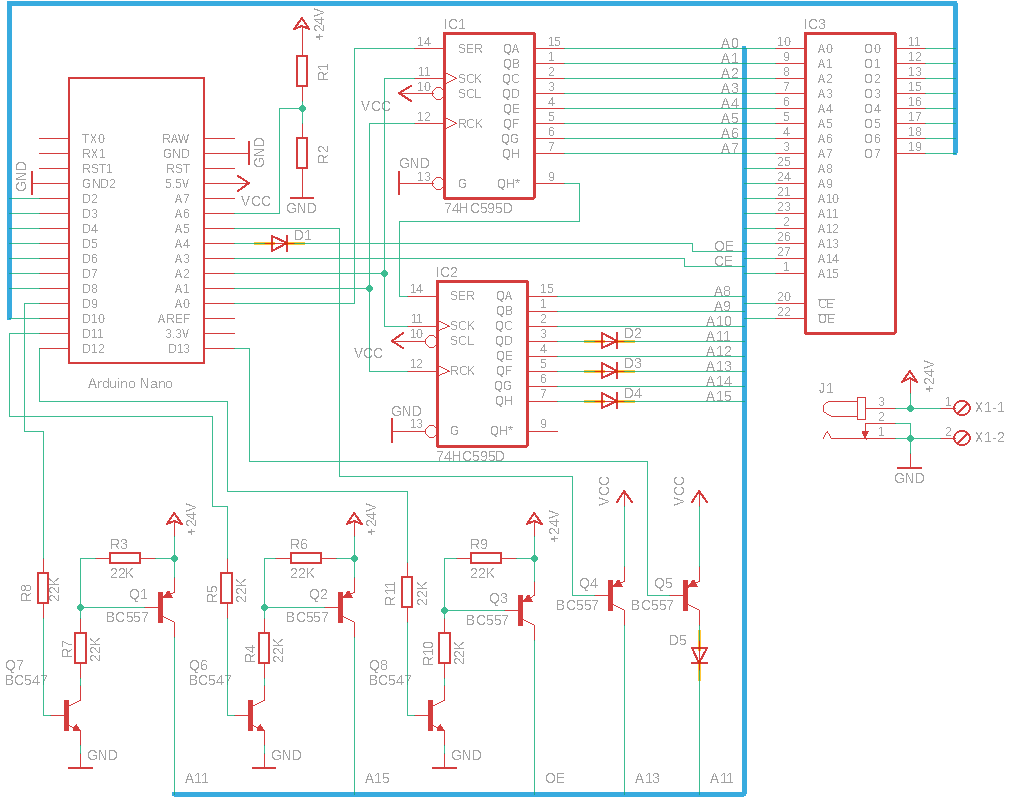 +24V
IC1
IC3
14 SER QA 15 A0 10 A0 O0 11
QB 1 A1 9 A1 O1 12
R1
11 SCK QC 2 A2 8 A2 O2 13
10 SCL QD 3 A3 7 A3 O3 15
VCC
QE 4 A4 6 A4 O4 16
12 RCK QF 5 A5 5 A5 O5 17
TX0 RAW
QG 6 A6 4 A6 O6 18
RX1 GND GND
R2
QH 7 A7 3 A7 O7 19
GND
RST1 RST
25 A8
GND
GND2 5.5V
13 G QH* 9
24 A9
D2 A7 VCC
21 A10
D3 A6 GND
74HC595D
23 A11
D4 A5
2 A12
D5 A4 D1
OE 26 A13
D6 A3
CE 27 A14
D7 A2
IC2
1 A15
D8 A1
14 SER QA 15 A8
D9 A0
QB 1 A9
20 CE
D10 AREF
11 SCK QC 2 A10
22 OE
D11 3.3V
10 SCL QD 3 D2 A11
D12 D13
VCC
QE 4 A12
12 RCK QF 5 D3 A13
Arduino Nano
QG 6 A14
QH 7 D4 A15
GND
13 G QH* 9
74HC595D
J1
+24V
3 1 X1-1
2
1 2 X1-2
GND
VCC
VCC
+24V
+24V
+24V
R3
22K
R6
22K
R9
22K
R8
22K
Q1
BC557
R5
22K
Q2
BC557
R11
22K
Q3
BC557
Q4
BC557
Q5
BC557
R7
22K
R4
22K
R10
22K
D5
Q7
BC547
Q6
BC547
Q8
BC547
GND
GND
GND
A11
A15
OE
A13
A11